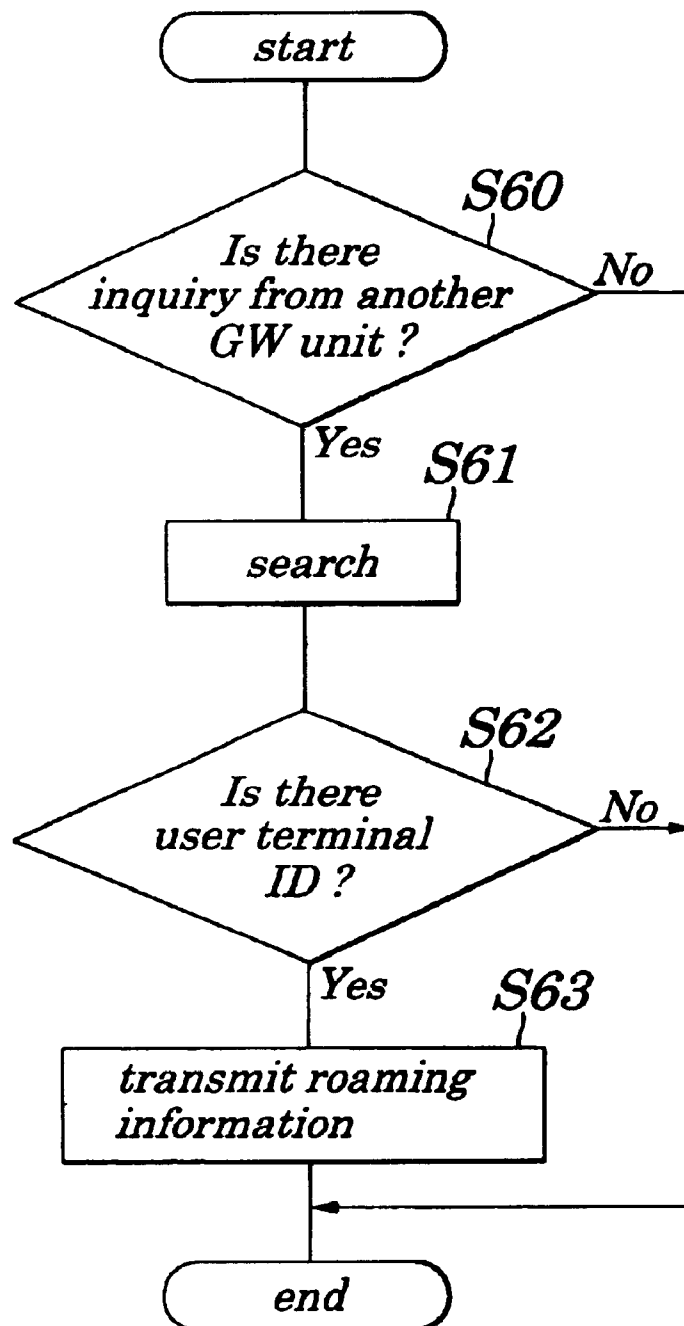 start
S60
Is there
inquiry from another
GW unit ?
No
Yes
S61
search
S62
Is there
user terminal
ID ?
No
Yes
S63
transmit roaming
information
end